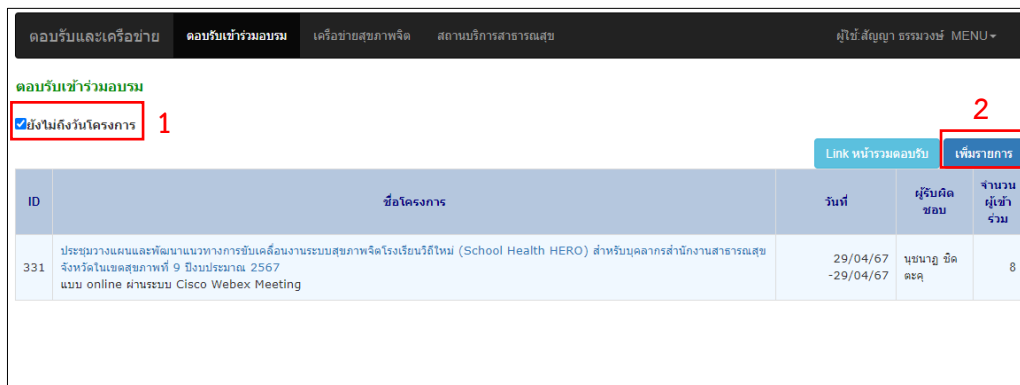 ตอบรับและเครือข่าย ตอบรับเข้าร่วมอบรม เครือข่ายสุขภาพจิต สถานบริการสาธารณสุข ผู้ใช้:สัญญา ธรรมวงษ์ MENU
ตอบรับเข้าร่วมอบรม
ยังไม่ถึงวันโครงการ 1
2
Link หน้ารวมตอบรับ เพิ่มรายการ
ID ชื่อโครงการ วันที่ ผู้รับผิดชอบ จำนวนผู้เข้าร่วม
ประชุมวางแผนและพัฒนาแนวทางการขับเคลื่อนงานระบบสุขภาพจิตโรงเรียนวิถีใหม่ (School Health HERO) สำหรับบุคลากรสำนักงานสาธารณสุข
331 จังหวัดในเขตสุขภาพที่ 9 ปีงบประมาณ 2567
แบบ online ผ่านระบบ Cisco Webex Meeting
29/04/67 นุชนาฏ ชัด
-29/04/67 ตะคุ
8